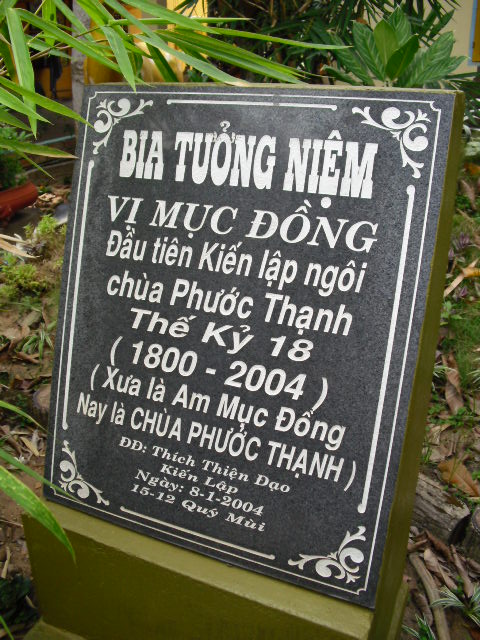 BIA TƯỞNG NIỆM
VỊ MỤC ĐỒNG
Đầu tiên Kiến lập ngôi
chùa Phước Thạnh
Thế Kỷ 18
( 1800 - 2004 )
( Xưa là Am Mục Đồng
Nay là CHÙA PHƯỚC THẠNH )
ĐĐ: Thích Thiện Đạo
Kiến Lập
Ngày: 8-1-2004
15-12 Quý Mùi